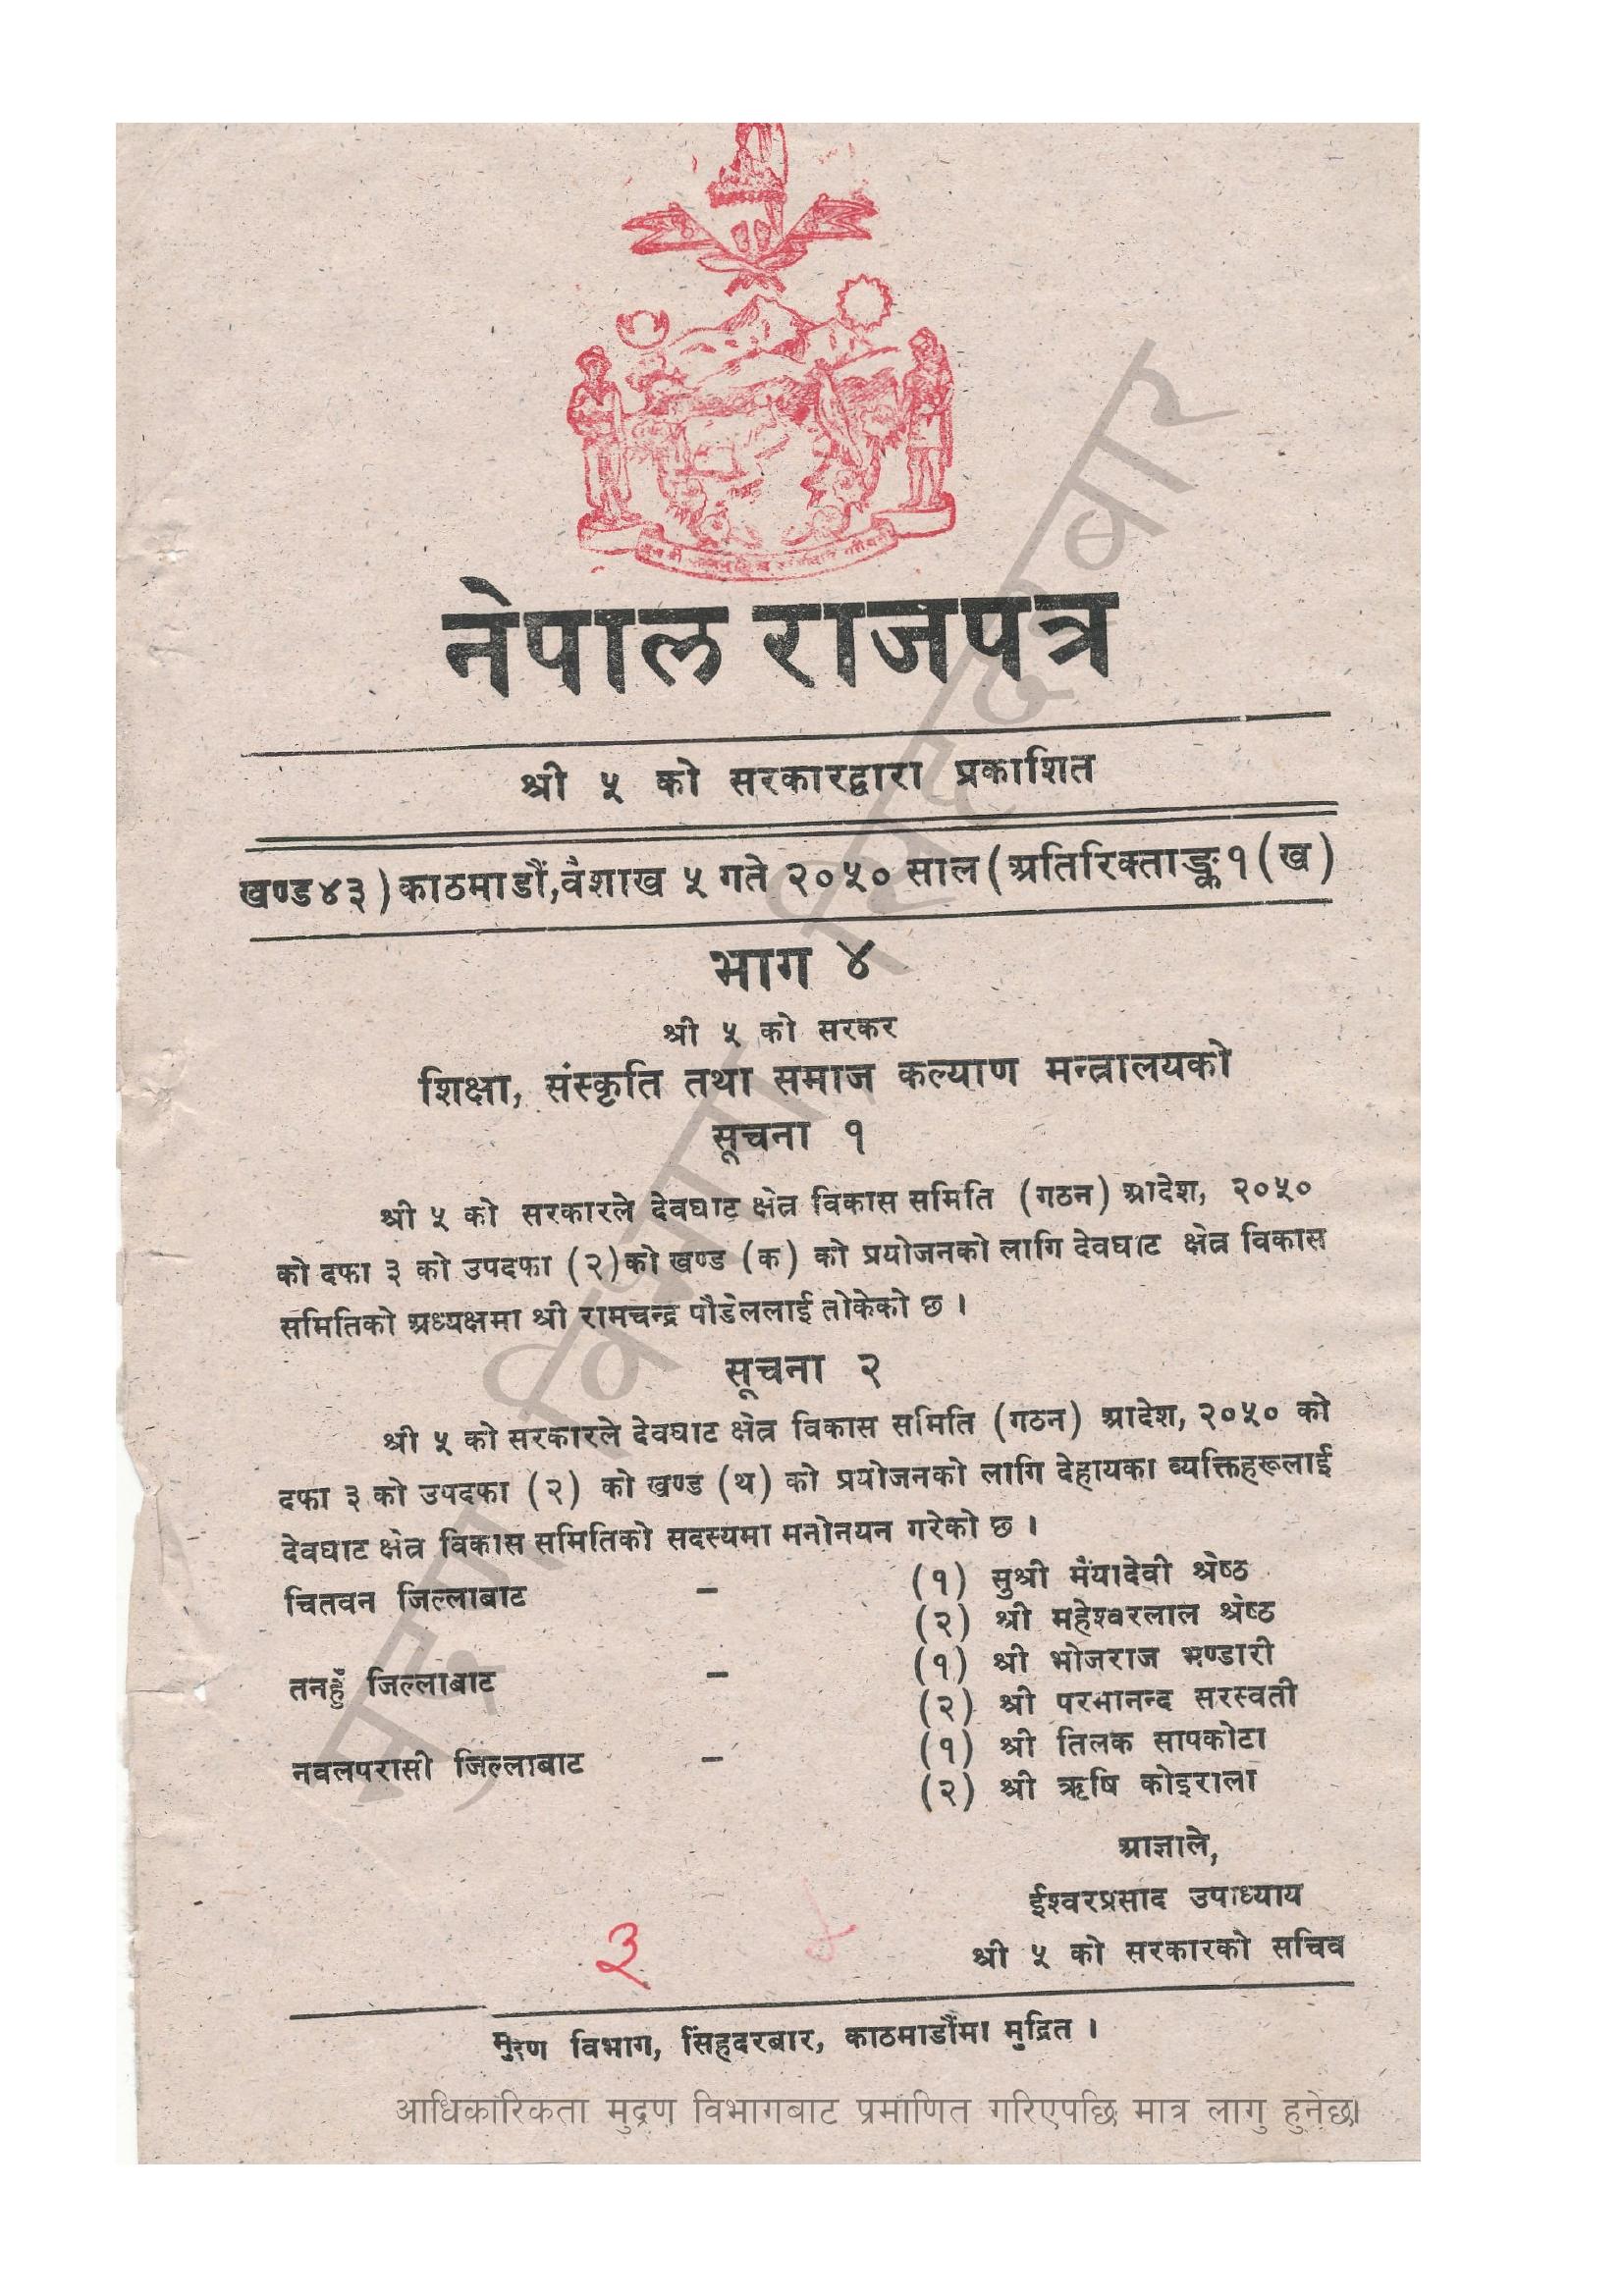 नेपाल राजपत्र
श्री ५ को सरकारद्वारा प्रकाशित
खण्ड ४३) काठमाडौं, वैशाख ५ गते २०५० साल (अतिरिक्ताङ्क १ (ख)
भाग ४
श्री ५ को सरकर
शिक्षा, संस्कृति तथा समाज कल्याण मन्त्रालयको
सूचना १
श्री ५ को सरकारले देवघाट क्षेत्र विकास समिति (गठन) आदेश, २०५०
को दफा ३ को उपदफा (२) को खण्ड (क) को प्रयोजनको लागि देवघाट क्षेत्र विकास
समितिको अध्यक्षमा श्री रामचन्द्र पौडेललाई तोकेको छ ।
सूचना २
श्री ५ को सरकारले देवघाट क्षेत्र विकास समिति (गठन) आदेश, २०५० को
दफा ३ को उपदफा (२) को खण्ड (थ) को प्रयोजनको लागि देहायका व्यक्तिहरूलाई
देवघाट क्षेत्र विकास समितिको सदस्यमा मनोनयन गरेको छ ।
चितवन जिल्लाबाट – (१) सुश्री मैंयादेवी श्रेष्ठ
(२) श्री महेश्वरलाल श्रेष्ठ
तनहुँ जिल्लाबाट – (१) श्री भोजराज भण्डारी
(२) श्री परमानन्द सरस्वती
नवलपरासी जिल्लाबाट – (१) श्री तिलक सापकोटा
(२) श्री ऋषि कोइराला
आज्ञाले,
ईश्वरप्रसाद उपाध्याय
श्री ५ को सरकारको सचिव
३ ४
मुद्रण विभाग, सिंहदरबार, काठमाडौंमा मुद्रित ।
आधिकारिकता मुद्रण विभागबाट प्रमाणित गरिएपछि मात्र लागु हुनेछ।
मुद्रण विभाग, सिंहदरबार